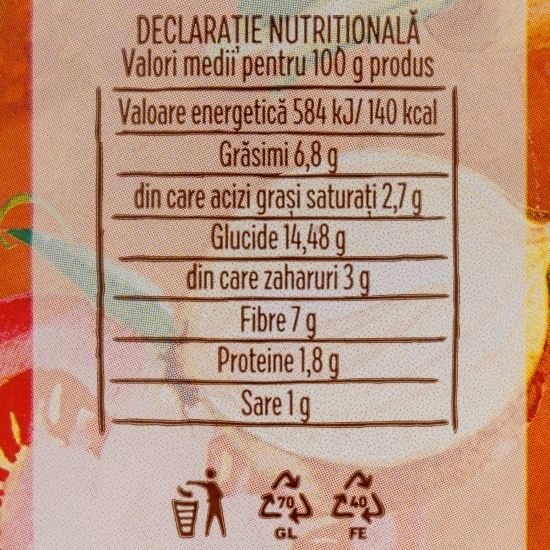 DECLARAȚIE NUTRIȚIONALĂ
Valori medii pentru 100 g produs
Valoare energetică 584 kJ/ 140 kcal
Grăsimi 6,8 g
din care acizi grași saturați 2,7 g
Glucide 14,48 g
din care zaharuri 3 g
Fibre 7 g
Proteine 1,8 g
Sare 1 g
70 40
GL FE